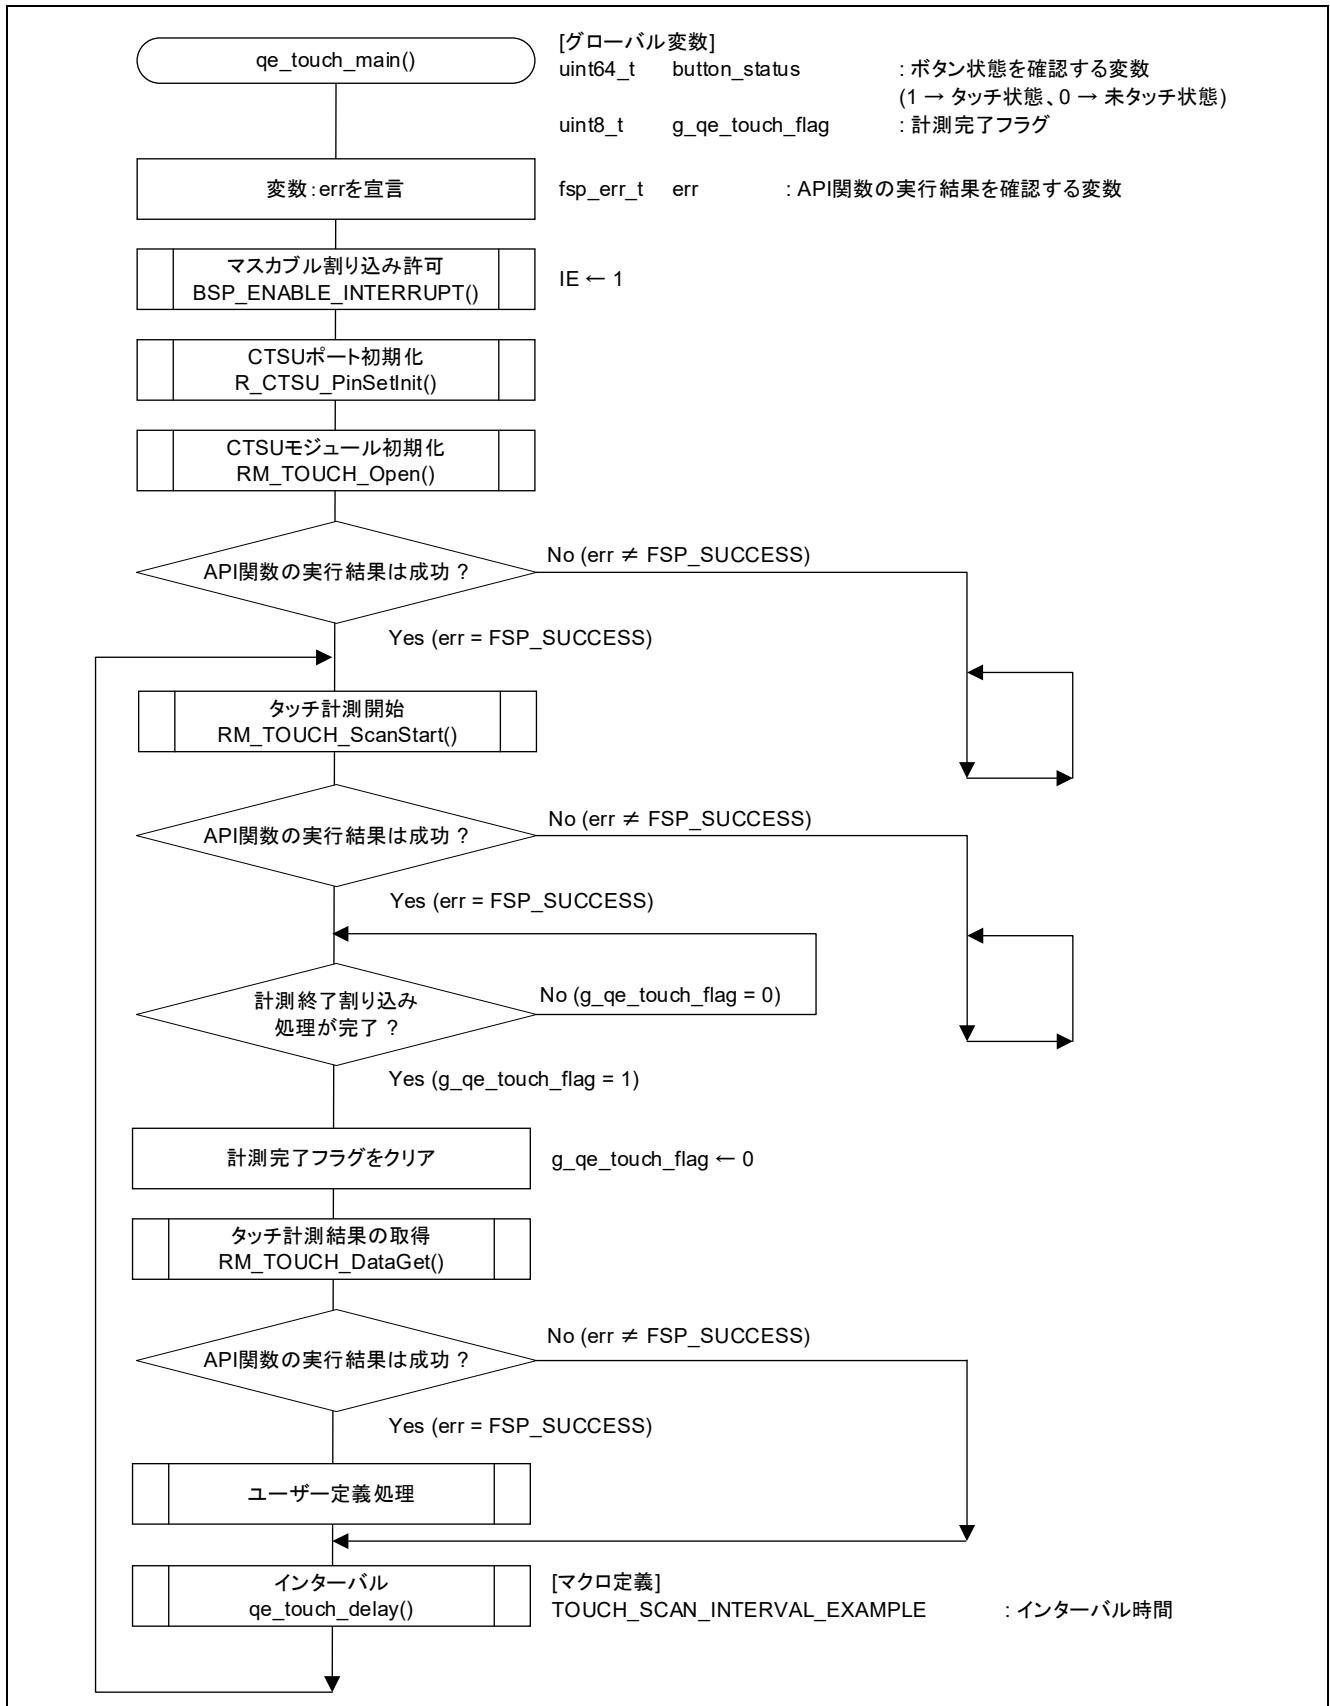 qe_touch_main()
[グローバル変数]
uint64_t button_status : ボタン状態を確認する変数
(1 → タッチ状態、0 → 未タッチ状態)
uint8_t g_qe_touch_flag : 計測完了フラグ
変数:errを宣言
fsp_err_t err : API関数の実行結果を確認する変数
マスカブル割り込み許可
BSP_ENABLE_INTERRUPT()
IE ← 1
CTSUポート初期化
R_CTSU_PinSetInit()
CTSUモジュール初期化
RM_TOUCH_Open()
API関数の実行結果は成功 ?
No (err ≠ FSP_SUCCESS)
Yes (err = FSP_SUCCESS)
タッチ計測開始
RM_TOUCH_ScanStart()
API関数の実行結果は成功 ?
No (err ≠ FSP_SUCCESS)
Yes (err = FSP_SUCCESS)
計測終了割り込み
処理が完了 ?
No (g_qe_touch_flag = 0)
Yes (g_qe_touch_flag = 1)
計測完了フラグをクリア
g_qe_touch_flag ← 0
タッチ計測結果の取得
RM_TOUCH_DataGet()
API関数の実行結果は成功 ?
No (err ≠ FSP_SUCCESS)
Yes (err = FSP_SUCCESS)
ユーザー定義処理
インターバル
qe_touch_delay()
[マクロ定義]
TOUCH_SCAN_INTERVAL_EXAMPLE : インターバル時間